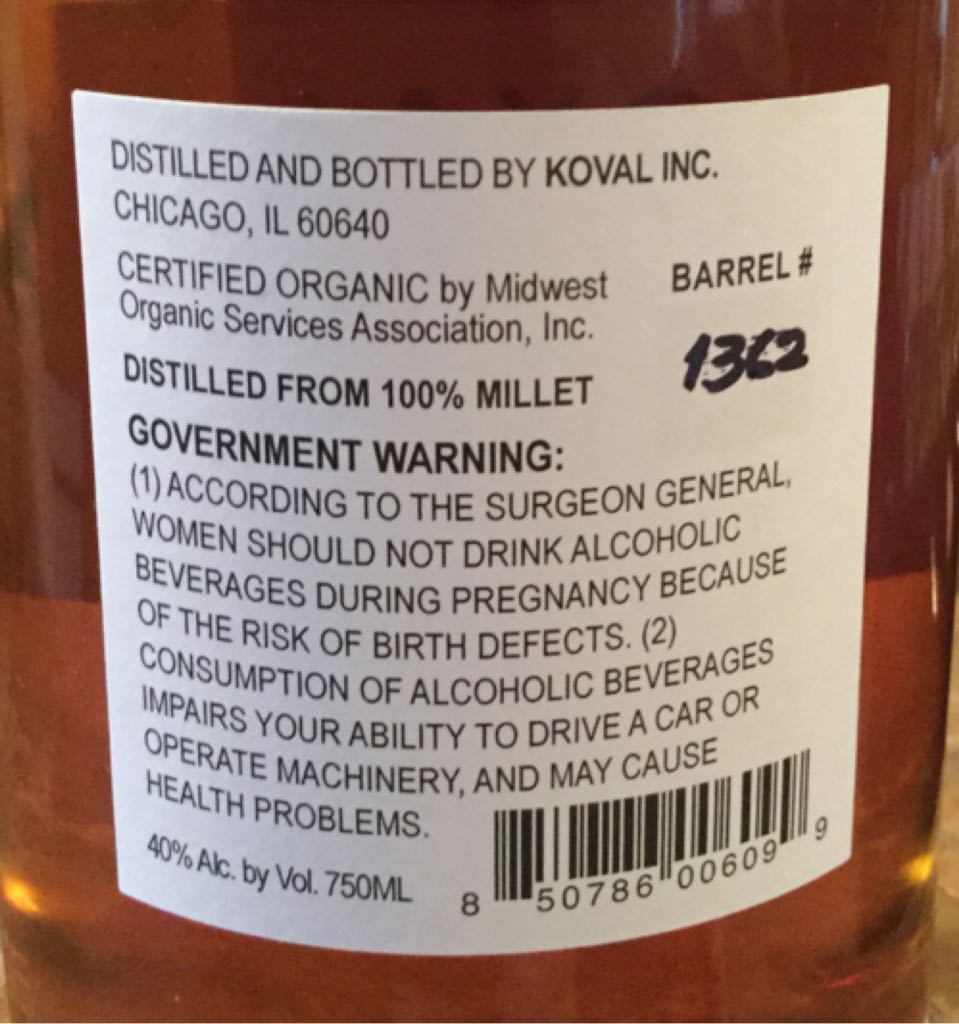 DISTILLED AND BOTTLED BY KOVAL INC.
CHICAGO, IL 60640
CERTIFIED ORGANIC by Midwest
Organic Services Association, Inc.
BARREL #
1362
DISTILLED FROM 100% MILLET
GOVERNMENT WARNING:
(1) ACCORDING TO THE SURGEON GENERAL,
WOMEN SHOULD NOT DRINK ALCOHOLIC
BEVERAGES DURING PREGNANCY BECAUSE
OF THE RISK OF BIRTH DEFECTS. (2)
CONSUMPTION OF ALCOHOLIC BEVERAGES
IMPAIRS YOUR ABILITY TO DRIVE A CAR OR
OPERATE MACHINERY, AND MAY CAUSE
HEALTH PROBLEMS.
40% Alc. by Vol. 750ML
8 50786 00609 9